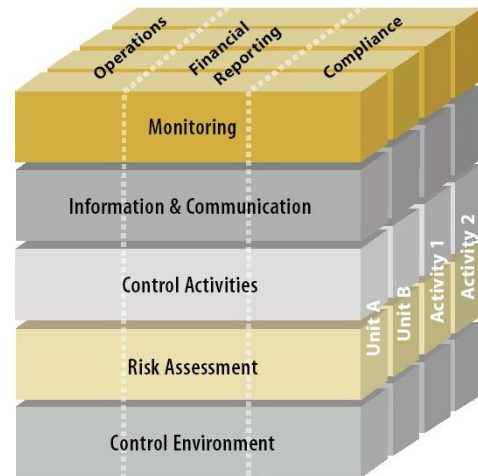 Operations
Financial
Reporting
Compliance
Monitoring
Information & Communication
Control Activities
Risk Assessment
Control Environment
Unit A
Unit B
Activity 1
Activity 2